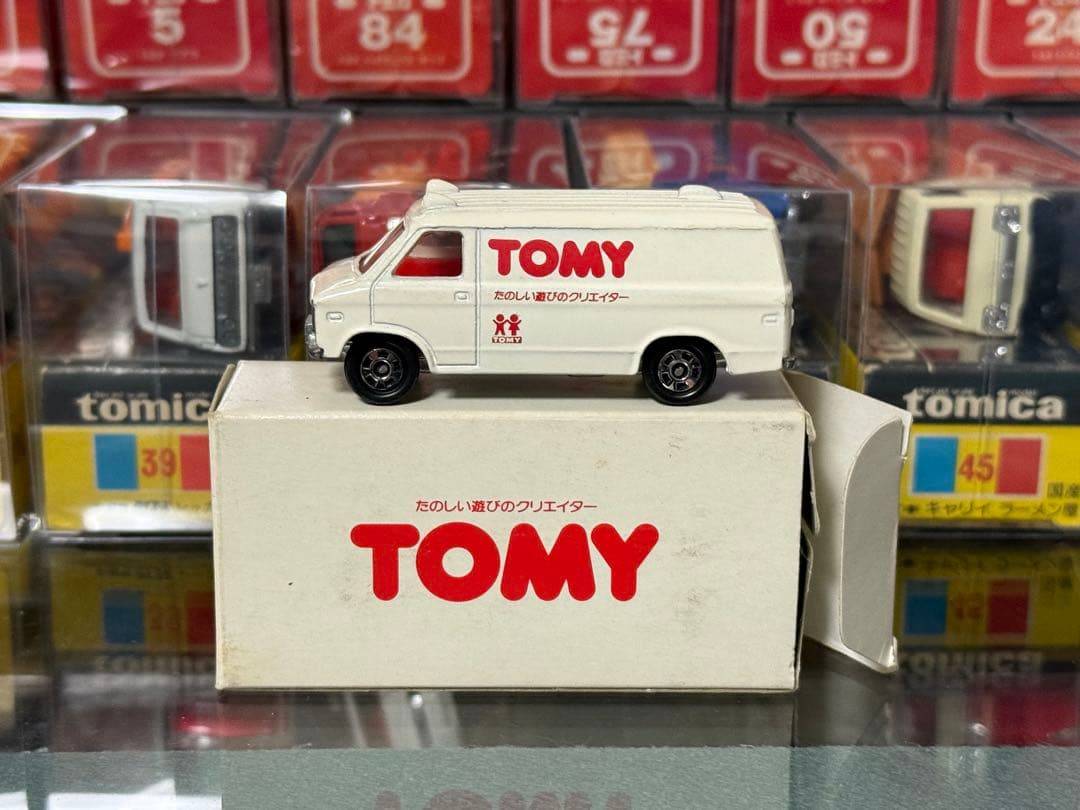 5
84
75
50
24
TOMY
たのしい遊びのクリエイター
TOMY
tomica
39
tomica
45
国産
キャリイ ラーメン屋
たのしい遊びのクリエイター
TOMY